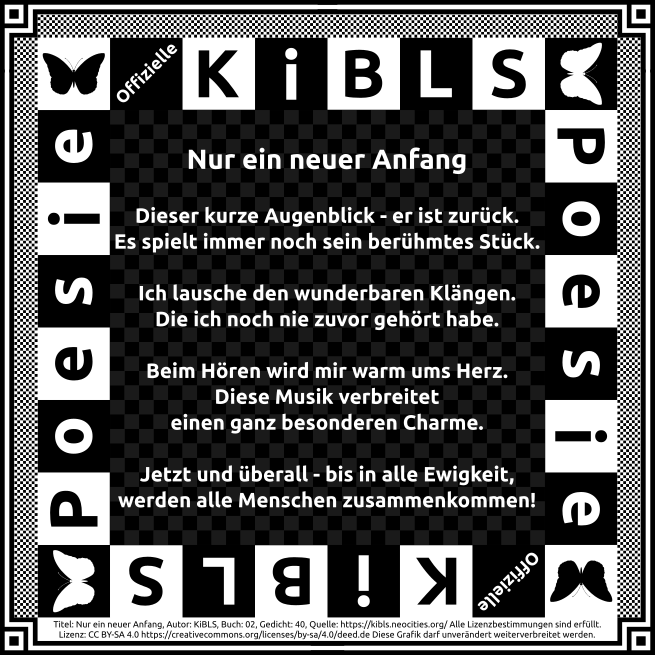 Offizielle
KiBLS
Poesie
Poesie
Nur ein neuer Anfang
Dieser kurze Augenblick - er ist zurück.
Es spielt immer noch sein berühmtes Stück.
Ich lausche den wunderbaren Klängen.
Die ich noch nie zuvor gehört habe.
Beim Hören wird mir warm ums Herz.
Diese Musik verbreitet
einen ganz besonderen Charme.
Jetzt und überall - bis in alle Ewigkeit,
werden alle Menschen zusammenkommen!
Offizielle
KiBLS
Titel: Nur ein neuer Anfang, Autor: KiBLS, Buch: 02, Gedicht: 40, Quelle: https://kibls.neocities.org/ Alle Lizenzbestimmungen sind erfüllt.
Lizenz: CC BY-SA 4.0 https://creativecommons.org/licenses/by-sa/4.0/deed.de Diese Grafik darf unverändert weiterverbreitet werden.